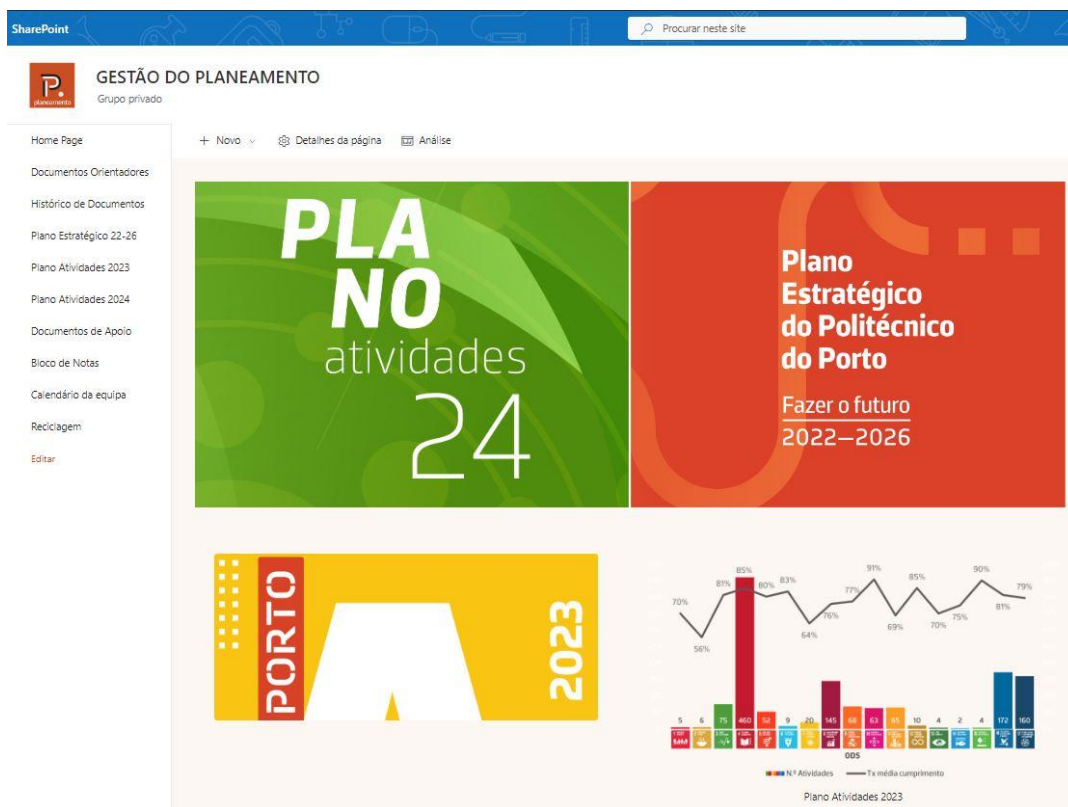 SharePoint
Procurar neste site
P.
planeamento
GESTÃO DO PLANEAMENTO
Grupo privado
Home Page
Documentos Orientadores
Histórico de Documentos
Plano Estratégico 22-26
Plano Atividades 2023
Plano Atividades 2024
Documentos de Apoio
Bloco de Notas
Calendário da equipa
Reciclagem
Editar
+ Novo
Detalhes da página
Análise
PLA
NO
atividades
24
Plano
Estratégico
do Politécnico
do Porto
Fazer o futuro
2022—2026
PORTO
A
2023
70%
56%
81%
85%
80%
83%
64%
76%
77%
91%
69%
85%
70%
75%
90%
81%
79%
5 6 75 460 52 9 20 145 68 63 65 10 4 2 4 172 160
ODS
N.º Atividades
Tx média cumprimento
Plano Atividades 2023